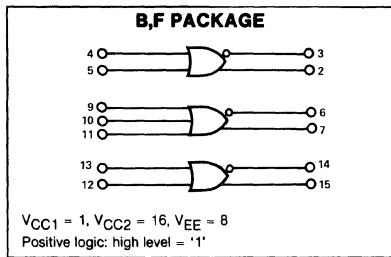 B,F PACKAGE
4 3
5 2
9 6
10 7
11
13 14
12 15
VCC1 = 1, VCC2 = 16, VEE = 8
Positive logic: high level = '1'